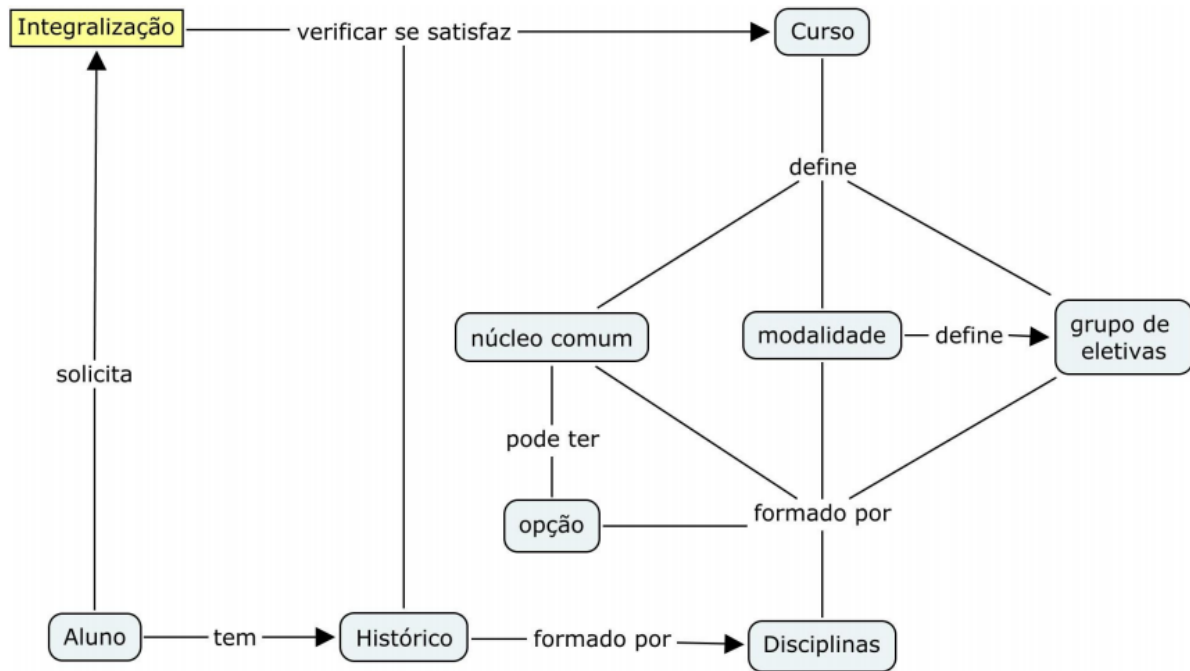 Integralização
verificar se satisfaz
Curso
define
núcleo comum
modalidade
define
grupo de
eletivas
solicita
pode ter
opção
formado por
Aluno
tem
Histórico
formado por
Disciplinas